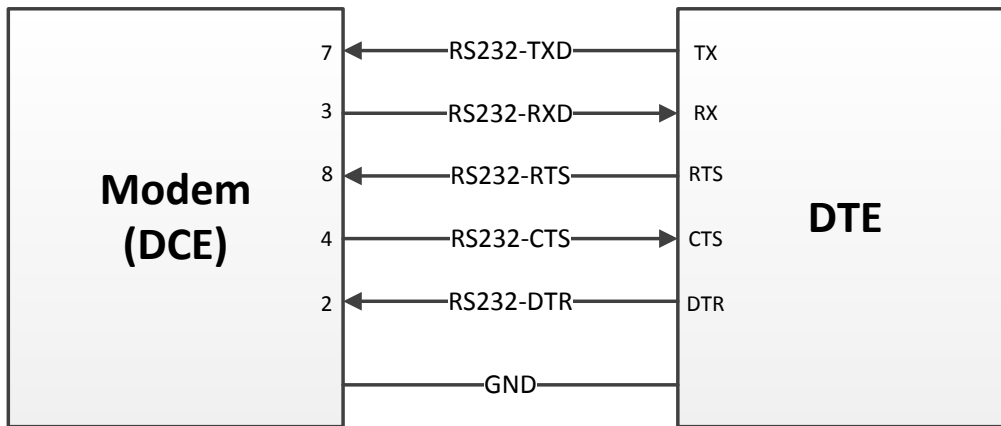 7 RS232-TXD TX
3 RS232-RXD RX
8 RS232-RTS RTS
Modem
(DCE)
DTE
4 RS232-CTS CTS
2 RS232-DTR DTR
GND